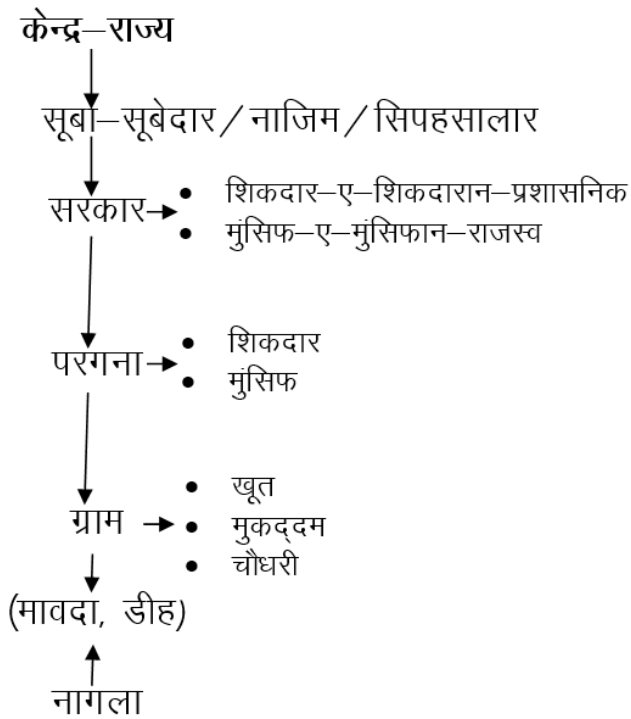 केन्द्र–राज्य
सूबा–सूबेदार/नाजिम/सिपहसालार
सरकार
• शिकदार–ए–शिकदारान–प्रशासनिक
• मुंसिफ–ए–मुंसिफान–राजस्व
परगना
• शिकदार
• मुंसिफ
ग्राम
• खूत
• मुकद्दम
• चौधरी
(मावदा, डीह)
नागला